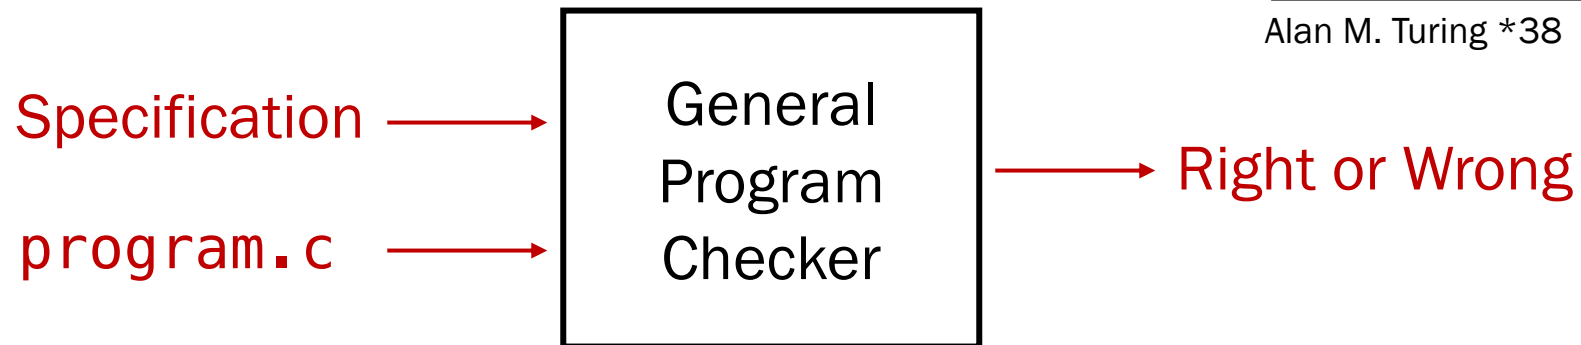 Alan M. Turing *38
Specification
program.c
General
Program
Checker
Right or Wrong